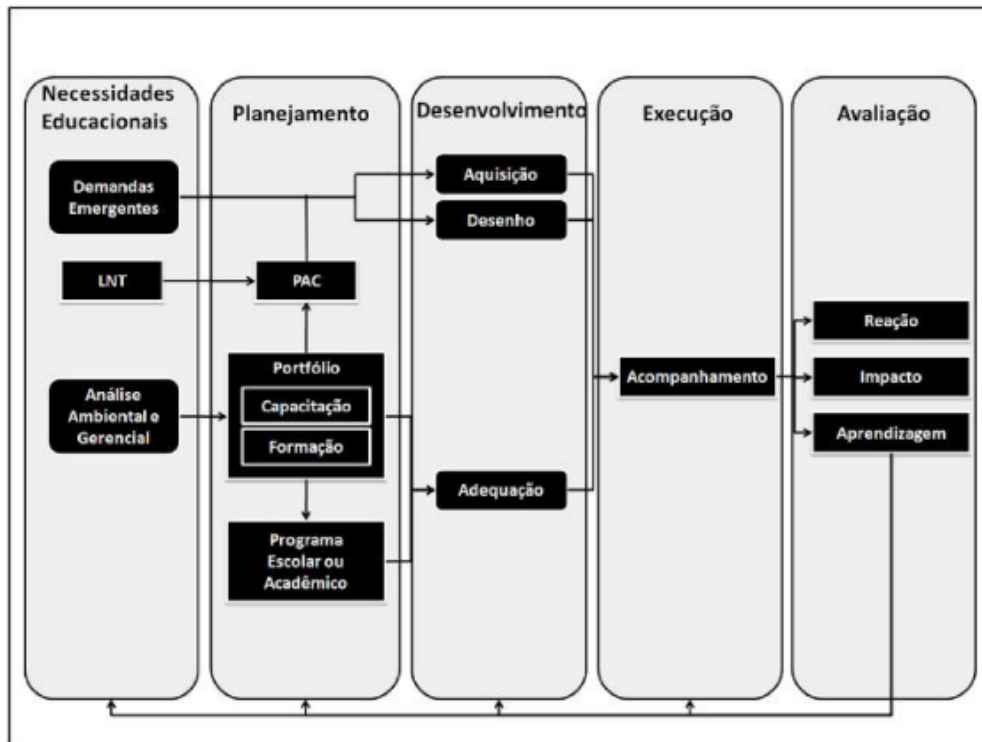 Necessidades
Educacionais
Planejamento
Desenvolvimento
Execução
Avaliação
Demandas
Emergentes
LNT
Análise
Ambiental e
Gerencial
PAC
Portfólio
Capacitação
Formação
Programa
Escolar ou
Acadêmico
Aquisição
Desenho
Adequação
Acompanhamento
Reação
Impacto
Aprendizagem